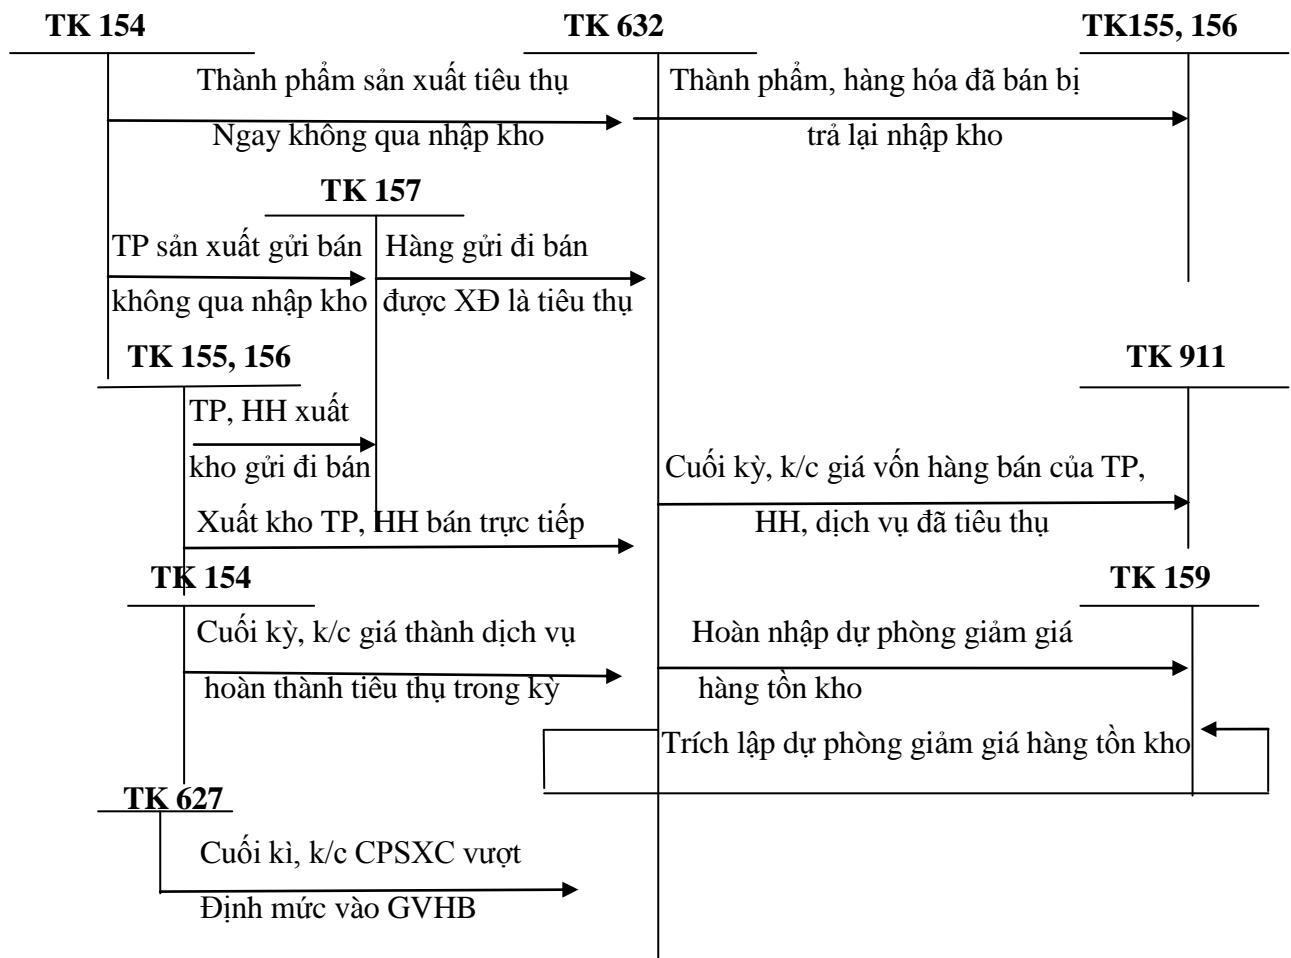 TK 154
TK 632
TK155, 156
Thành phẩm sản xuất tiêu thụ
Ngay không qua nhập kho
Thành phẩm, hàng hóa đã bán bị
trả lại nhập kho
TK 157
TP sản xuất gửi bán
không qua nhập kho
Hàng gửi đi bán
được XĐ là tiêu thụ
TK 155, 156
TK 911
TP, HH xuất
kho gửi đi bán
Cuối kỳ, k/c giá vốn hàng bán của TP,
HH, dịch vụ đã tiêu thụ
Xuất kho TP, HH bán trực tiếp
TK 154
TK 159
Cuối kỳ, k/c giá thành dịch vụ
hoàn thành tiêu thụ trong kỳ
Hoàn nhập dự phòng giảm giá
hàng tồn kho
Trích lập dự phòng giảm giá hàng tồn kho
TK 627
Cuối kì, k/c CPSXC vượt
Định mức vào GVHB